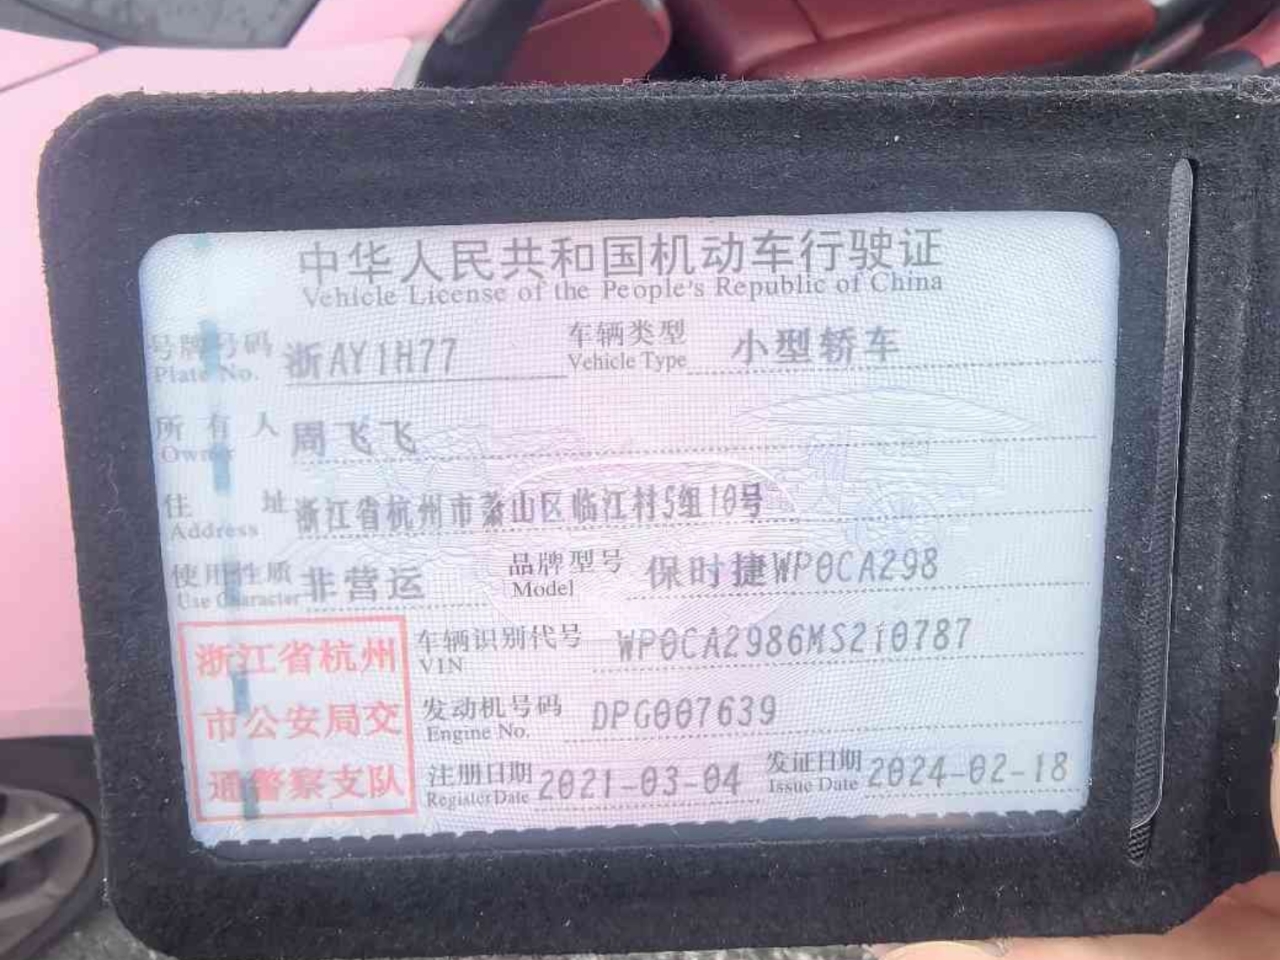 中华人民共和国机动车行驶证
Vehicle License of the People's Republic of China
号牌号码 浙AY1H77 车辆类型 小型轿车
Plate No. Vehicle Type
所有人 周飞飞
Owner
住址 浙江省杭州市萧山区临江村5组10号
Address
使用性质 非营运 品牌型号 保时捷WP0CA298
Use Character Model
浙江省杭州 车辆识别代号 WP0CA2986MS210787
VIN
市公安局交 发动机号码 DPG007639
Engine No.
通警察支队 注册日期 2021-03-04 发证日期 2024-02-18
Register Date Issue Date